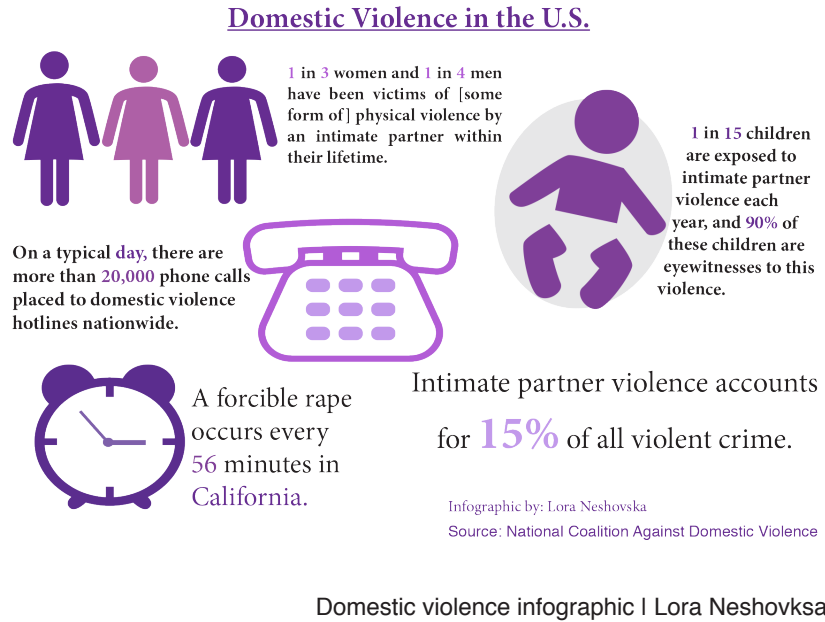 Domestic Violence in the U.S.
1 in 3 women and 1 in 4 men
have been victims of [some
form of] physical violence by
an intimate partner within
their lifetime.
1 in 15 children
are exposed to
intimate partner
violence each
year, and 90% of
these children are
eyewitnesses to this
violence.
On a typical day, there are
more than 20,000 phone calls
placed to domestic violence
hotlines nationwide.
A forcible rape
occurs every
56 minutes in
California.
Intimate partner violence accounts
for 15% of all violent crime.
Infographic by: Lora Neshovska
Source: National Coalition Against Domestic Violence
Domestic violence infographic I Lora Neshovksa